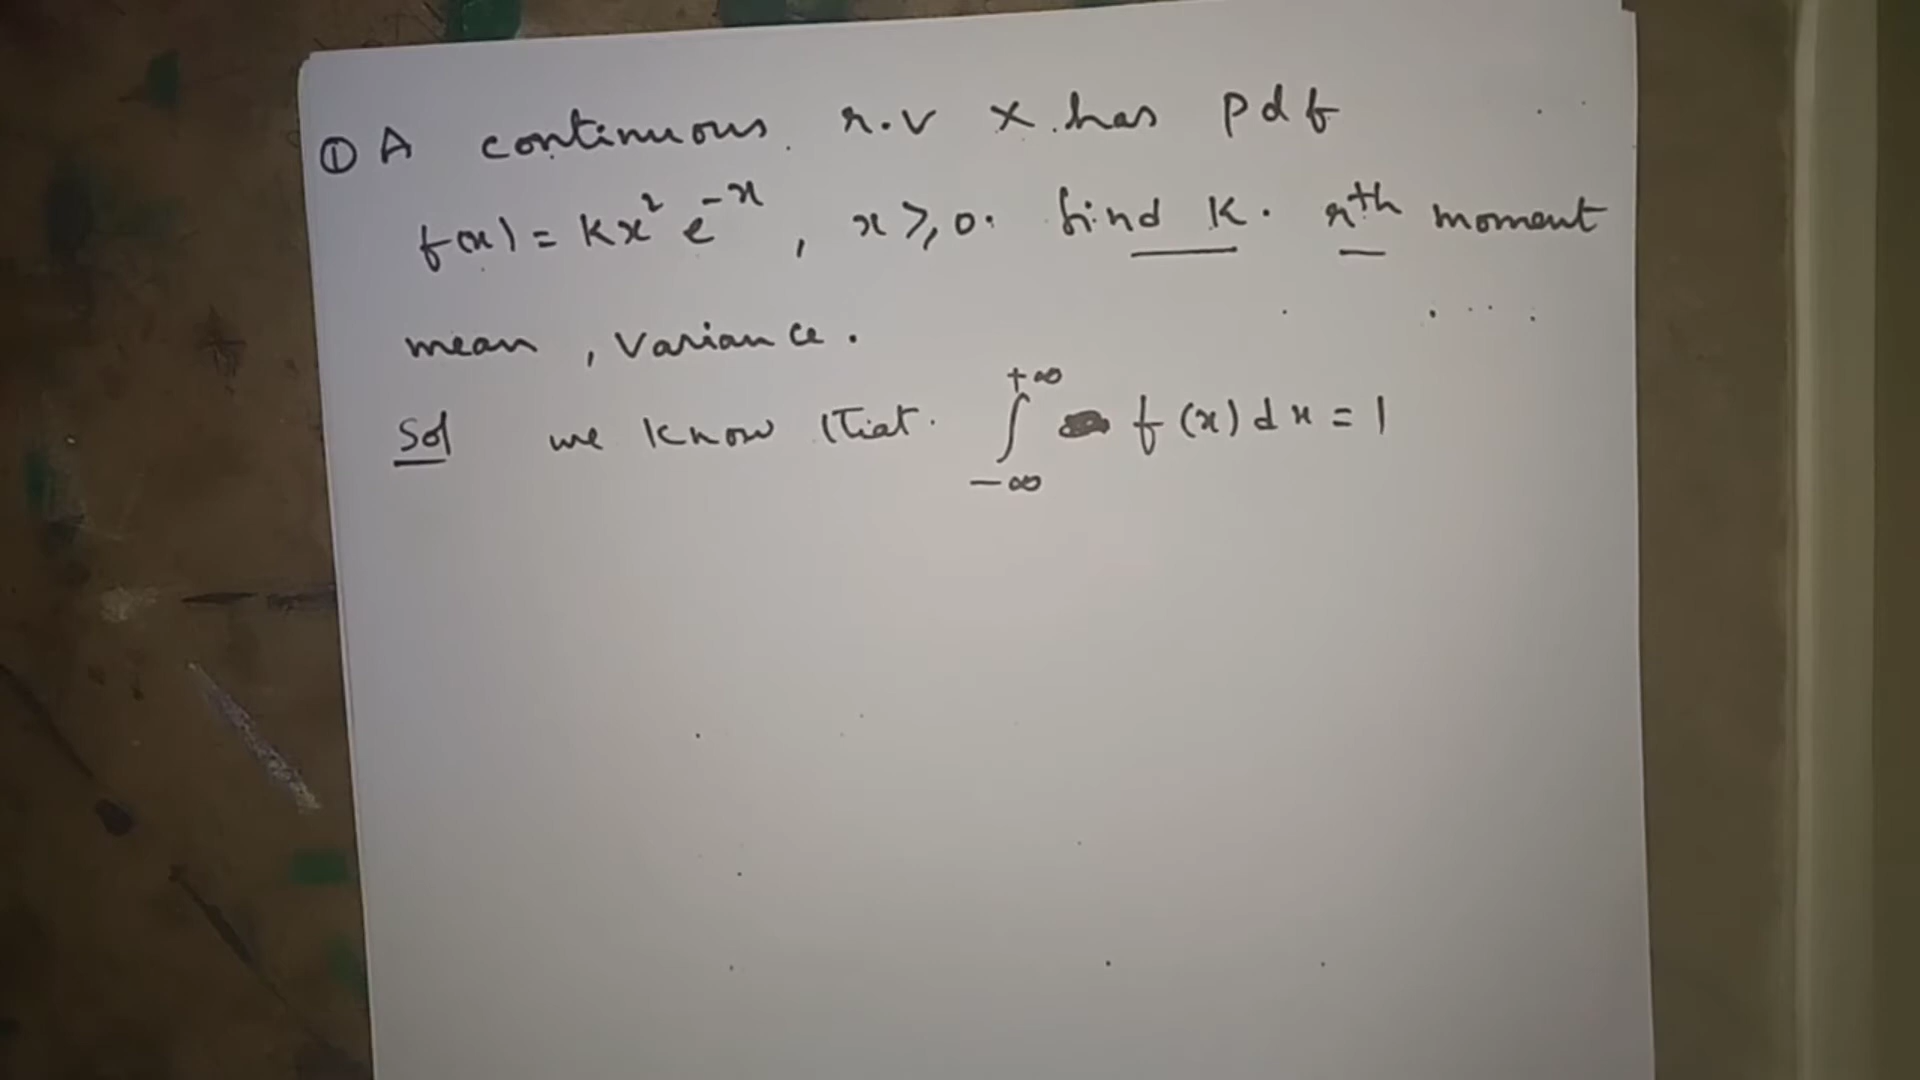 ① A continuous r.v X has pdf
f(x) = kx² e⁻ˣ, x ≥ 0. find K. rᵗʰ moment
mean, variance.
Sol we know that. ∫₋∞⁺∞ f(x) dx = 1